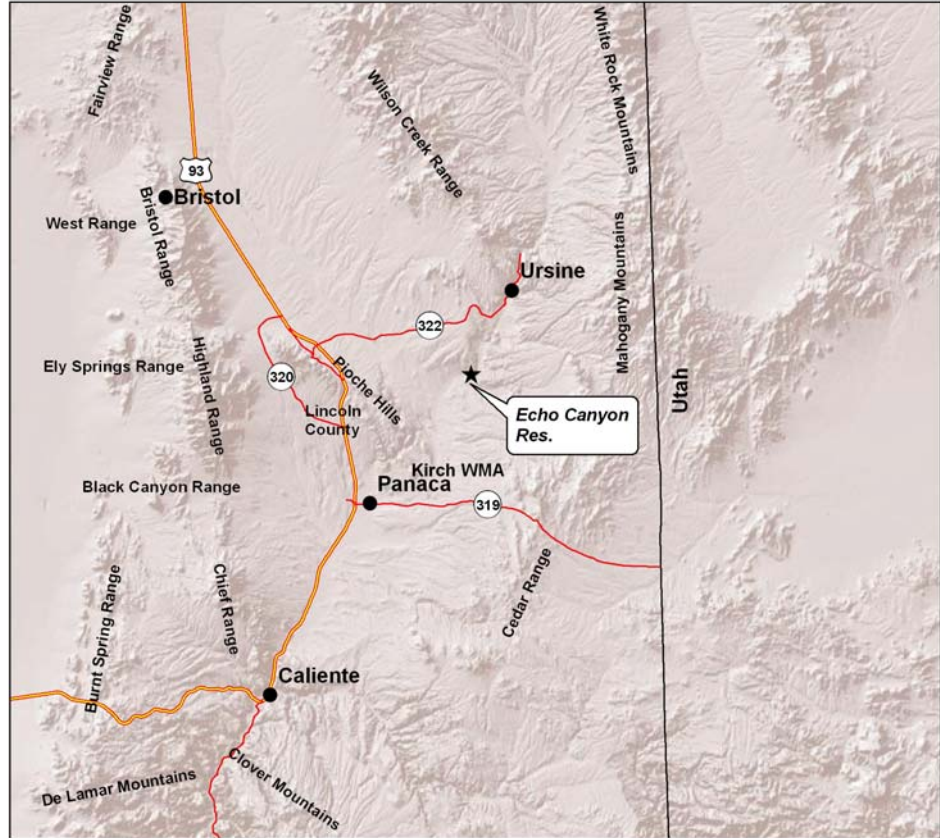 Fairview Range
White Rock Mountains
Wilson Creek Range
93
Bristol
Bristol Range
West Range
Ursine
Mahogany Mountains
322
Ely Springs Range
Highland Range
320
Pioche Hills
Lincoln
County
Utah
Echo Canyon
Res.
Kirch WMA
Black Canyon Range
Panaca
319
Cedar Range
Chief Range
Burnt Spring Range
Caliente
Clover Mountains
De Lamar Mountains